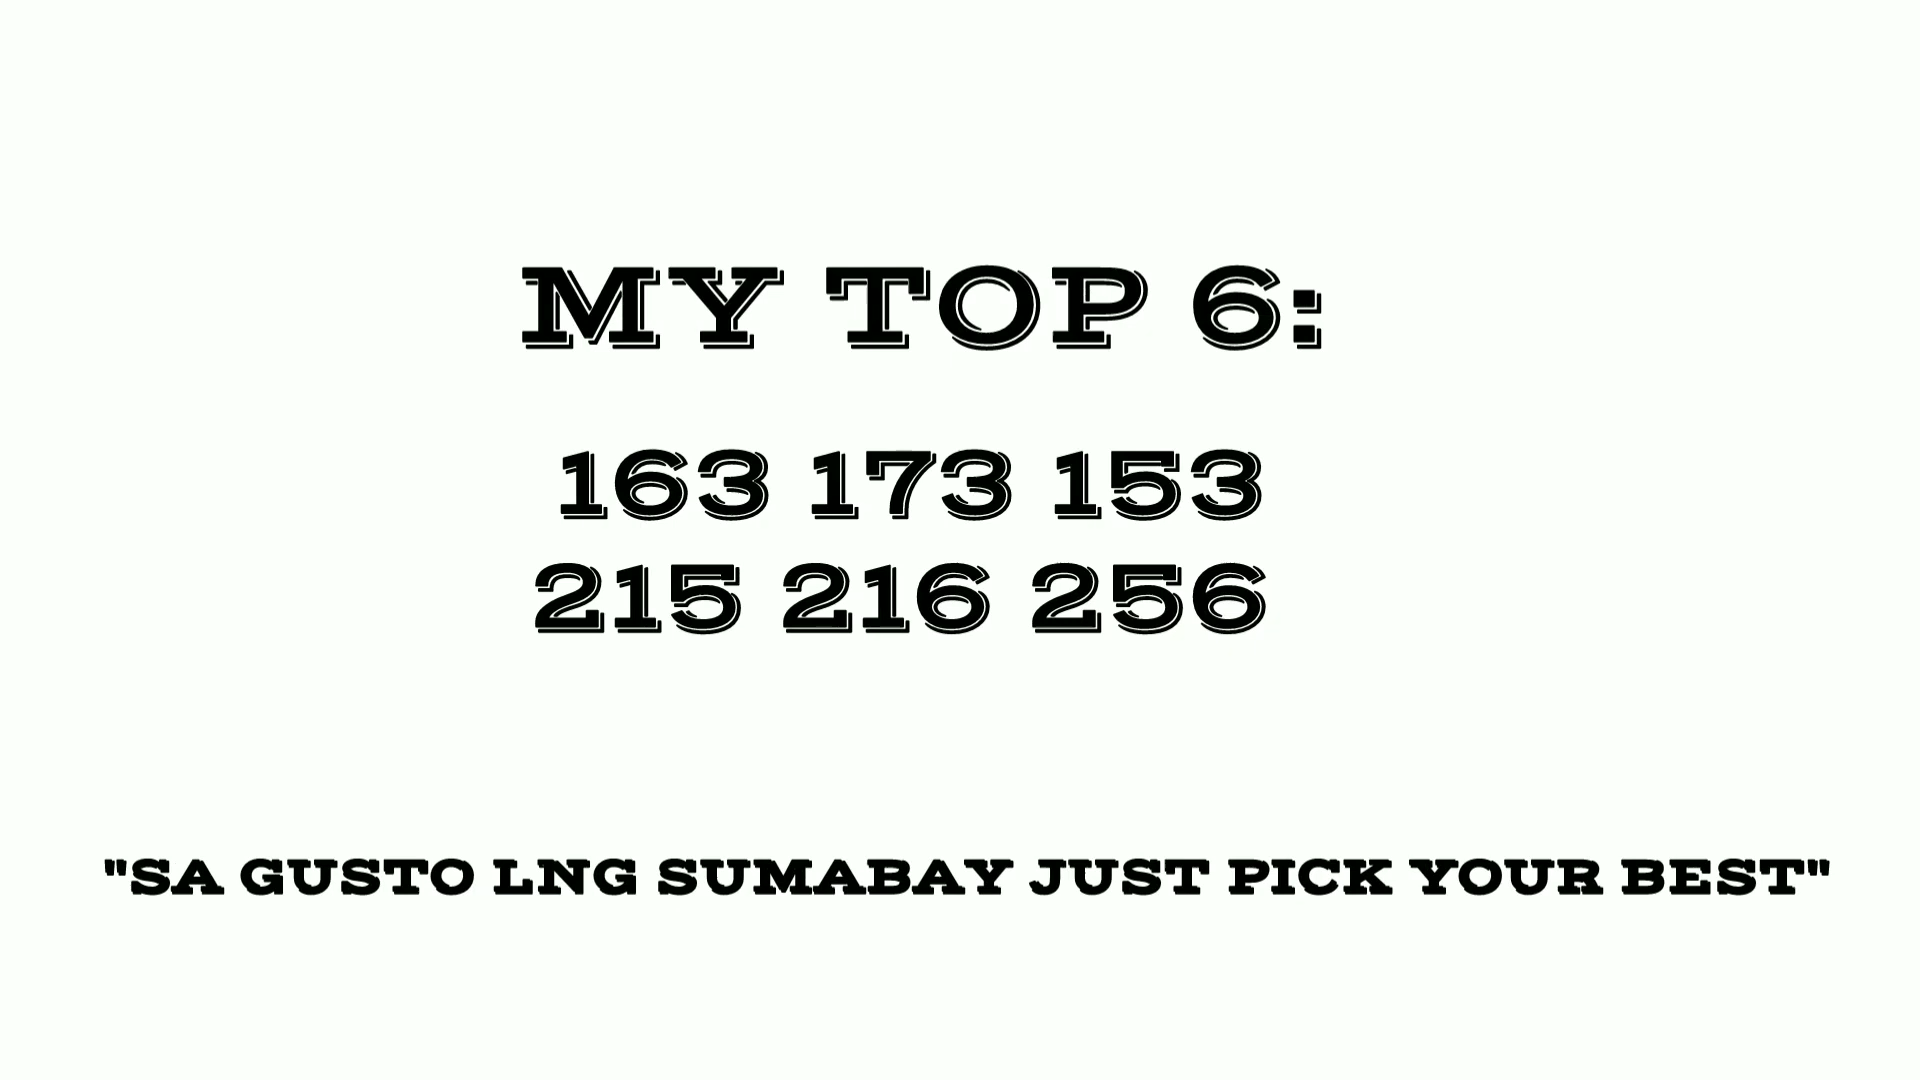 MY TOP 6:
163 173 153
215 216 256
"SA GUSTO LNG SUMABAY JUST PICK YOUR BEST"